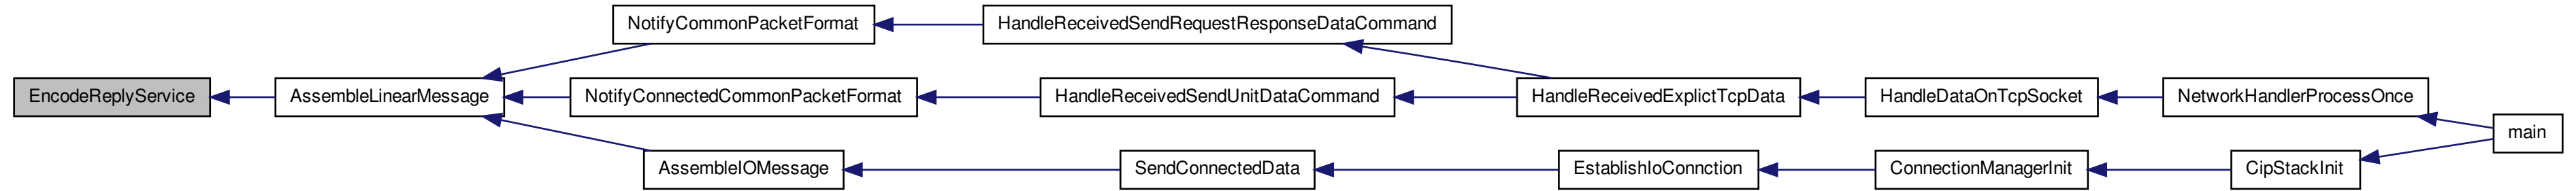 NotifyCommonPacketFormat
HandleReceivedSendRequestResponseDataCommand
EncodeReplyService
AssembleLinearMessage
NotifyConnectedCommonPacketFormat
HandleReceivedSendUnitDataCommand
HandleReceivedExplictTcpData
HandleDataOnTcpSocket
NetworkHandlerProcessOnce
main
AssembleIOMessage
SendConnectedData
EstablishIoConnction
ConnectionManagerInit
CipStackInit